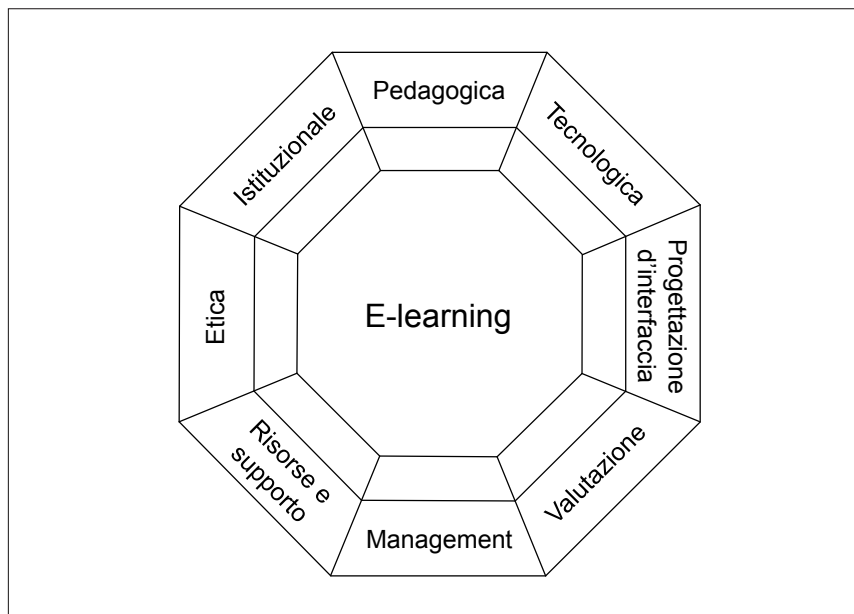 Pedagogica
Tecnologica
Progettazione
d'interfaccia
Valutazione
Management
Risorse e
supporto
Etica
Istituzionale
E-learning